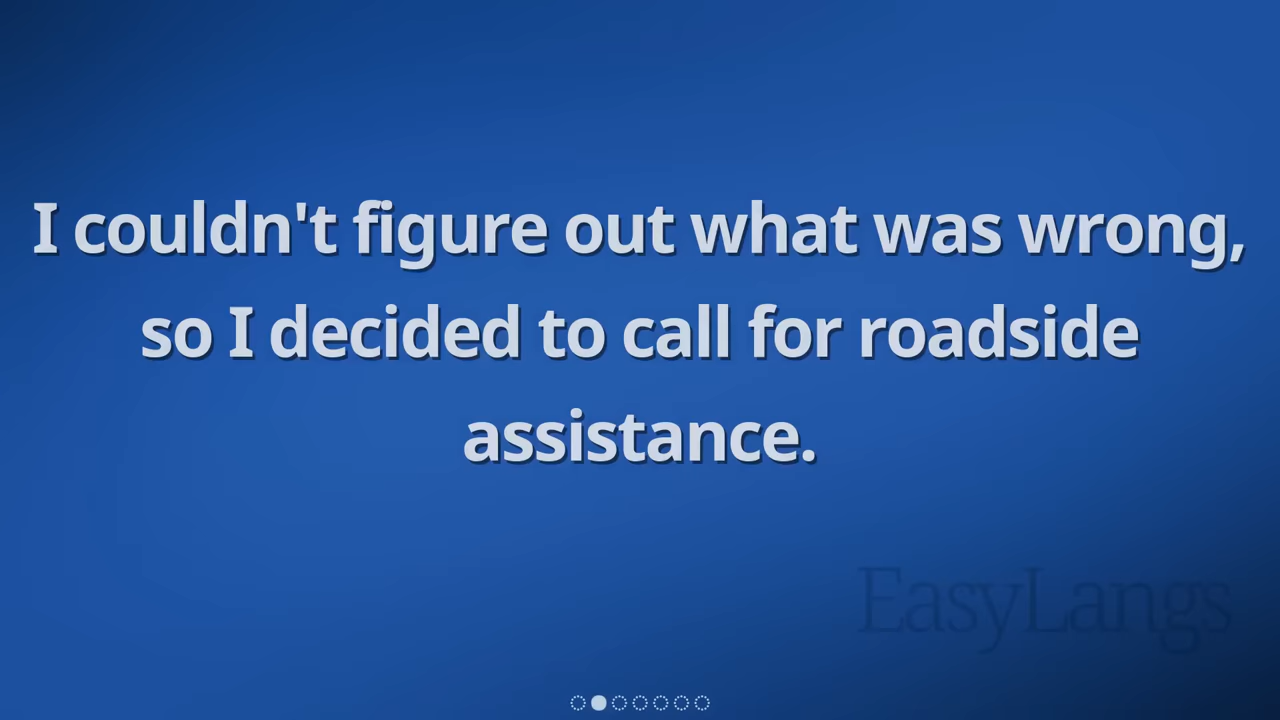 I couldn't figure out what was wrong,
so I decided to call for roadside
assistance.
EasyLangs